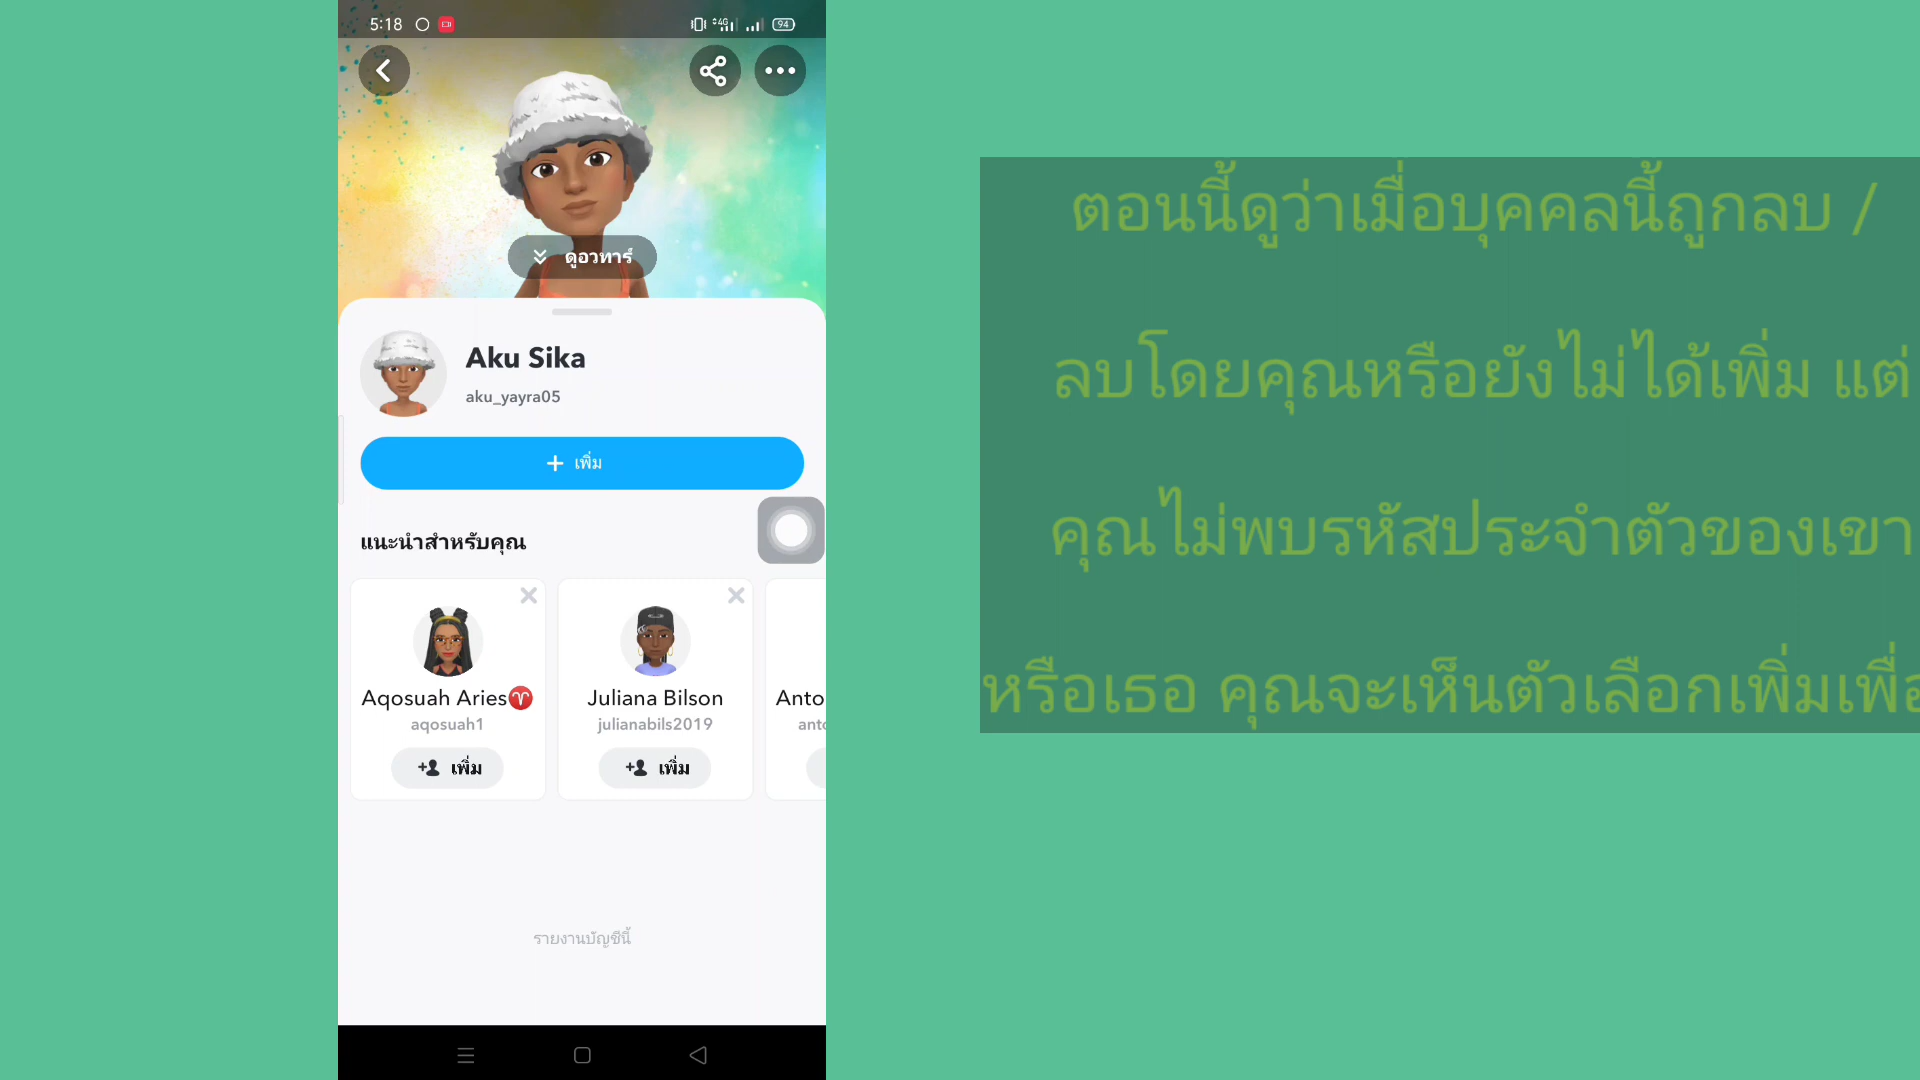 5:18
4G
94
ดูอวทาร์
Aku Sika
aku_yayra05
+ เพิ่ม
แนะนำสำหรับคุณ
Aqosuah Aries♈
Juliana Bilson
Anto
aqosuah1
julianabils2019
anto
เพิ่ม
เพิ่ม
รายงานบัญชีนี้
ตอนนี้ดูว่าเมื่อบุคคลนี้ถูกลบ /
ลบโดยคุณหรือยังไม่ได้เพิ่ม แต่
คุณไม่พบรหัสประจำตัวของเขา
หรือเธอ คุณจะเห็นตัวเลือกเพิ่มเพื่อ